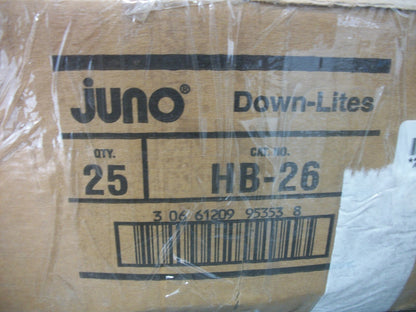 juno® Down-Lites
QTY. CAT NO.
25 HB-26
3 06 61209 95353 8